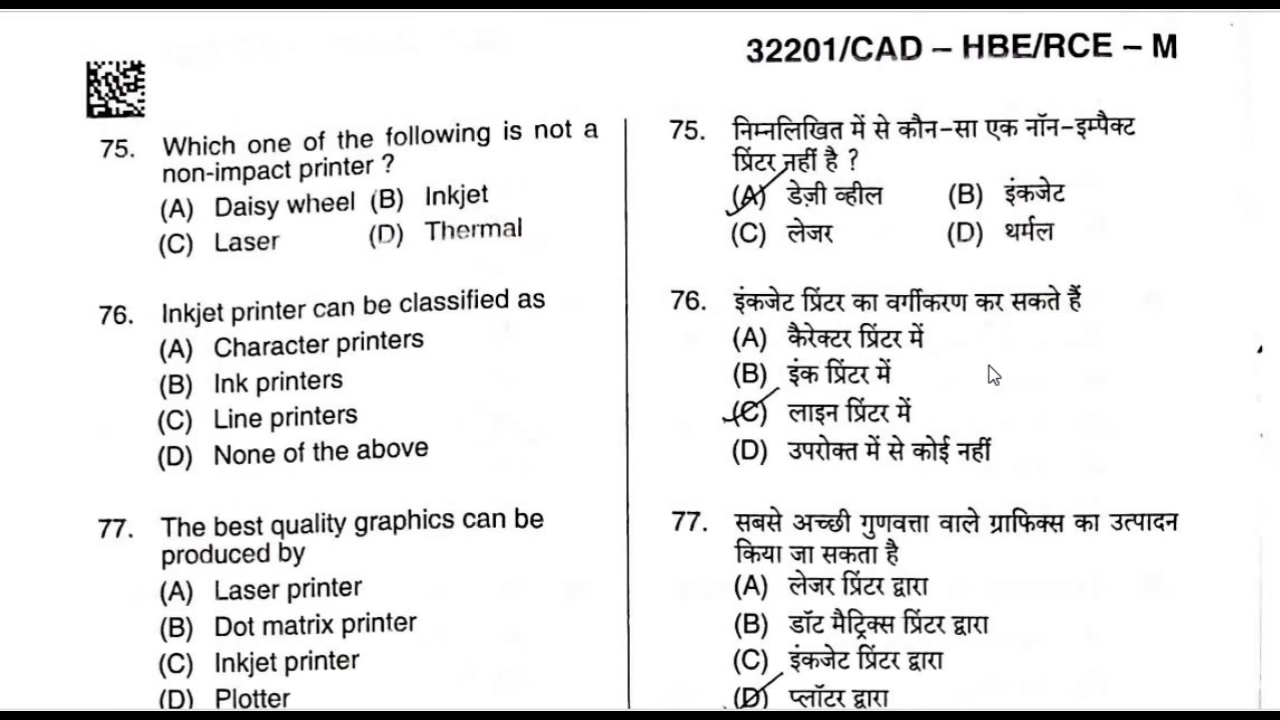 32201/CAD – HBE/RCE – M
75. Which one of the following is not a
non-impact printer ?
(A) Daisy wheel (B) Inkjet
(C) Laser (D) Thermal
76. Inkjet printer can be classified as
(A) Character printers
(B) Ink printers
(C) Line printers
(D) None of the above
77. The best quality graphics can be
produced by
(A) Laser printer
(B) Dot matrix printer
(C) Inkjet printer
(D) Plotter
75. निम्नलिखित में से कौन-सा एक नॉन-इम्पैक्ट
प्रिंटर नहीं है ?
(A) डेज़ी व्हील (B) इंकजेट
(C) लेजर (D) थर्मल
76. इंकजेट प्रिंटर का वर्गीकरण कर सकते हैं
(A) कैरेक्टर प्रिंटर में
(B) इंक प्रिंटर में
(C) लाइन प्रिंटर में
(D) उपरोक्त में से कोई नहीं
77. सबसे अच्छी गुणवत्ता वाले ग्राफिक्स का उत्पादन
किया जा सकता है
(A) लेजर प्रिंटर द्वारा
(B) डॉट मैट्रिक्स प्रिंटर द्वारा
(C) इंकजेट प्रिंटर द्वारा
(D) प्लॉटर द्वारा